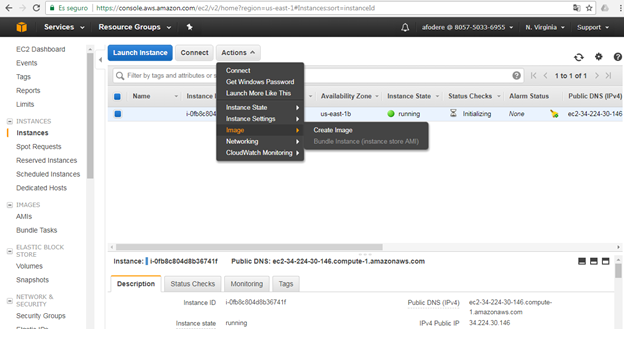 Es seguro https://console.aws.amazon.com/ec2/v2/home?region=us-east-1#Instances:sort=instanceId
Services Resource Groups afodere @ 8057-5033-6955 N. Virginia Support
EC2 Dashboard
Events
Tags
Reports
Limits
INSTANCES
Instances
Spot Requests
Reserved Instances
Scheduled Instances
Dedicated Hosts
IMAGES
AMIs
Bundle Tasks
ELASTIC BLOCK
STORE
Volumes
Snapshots
NETWORK &
SECURITY
Security Groups
Launch Instance Connect Actions
Connect
Get Windows Password
Launch More Like This
Instance State
Instance Settings
Image
Networking
CloudWatch Monitoring
Create Image
Bundle Instance (instance store AMI)
Filter by tags and attributes or 1 to 1 of 1
Name Availability Zone Instance State Status Checks Alarm Status Public DNS (IPv4)
us-east-1b running Initializing None ec2-34-224-30-146
Instance: i-0fb8c804d8b36741f Public DNS: ec2-34-224-30-146.compute-1.amazonaws.com
Description Status Checks Monitoring Tags
Instance ID i-0fb8c804d8b36741f Public DNS (IPv4) ec2-34-224-30-146.compute-
1.amazonaws.com
Instance state running IPv4 Public IP 34.224.30.146